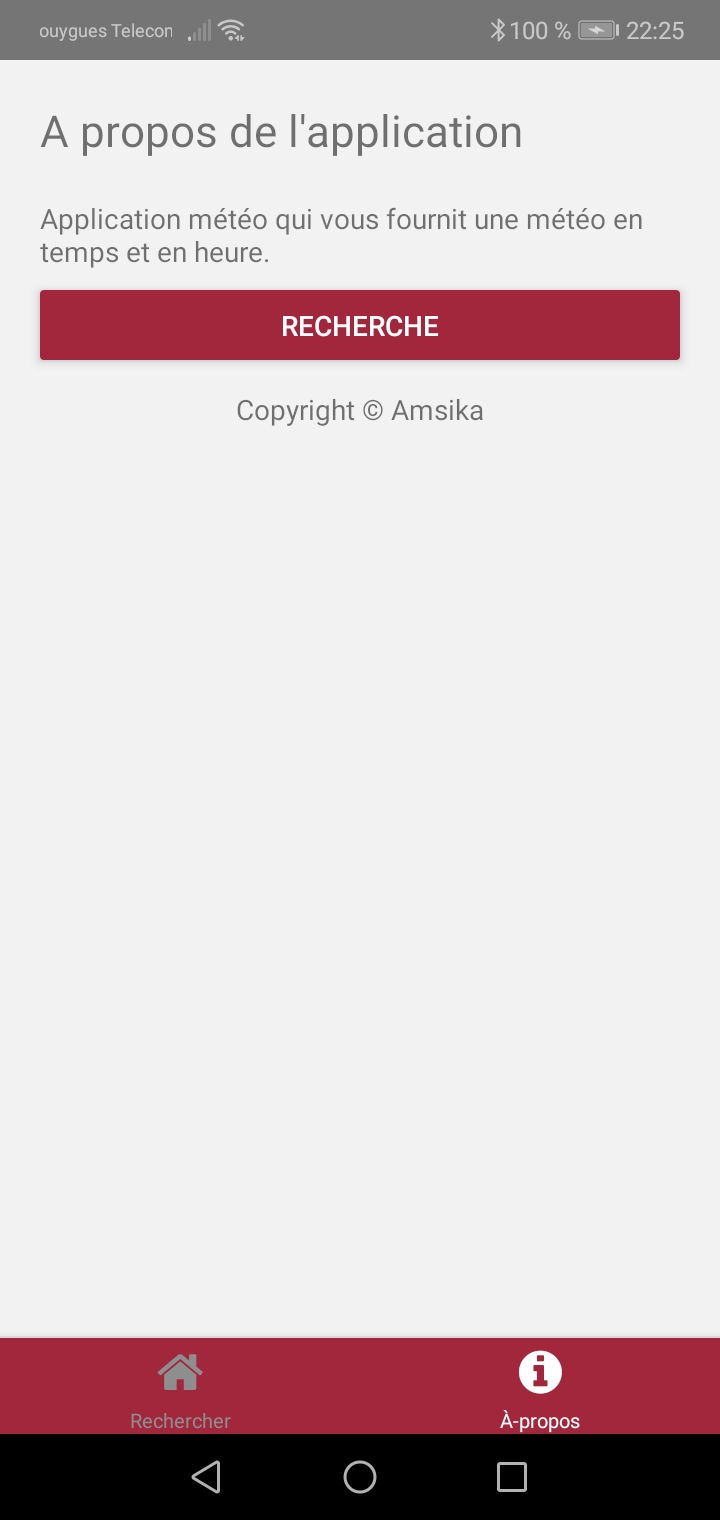 ouygues Telecon
100 % 22:25
A propos de l'application
Application météo qui vous fournit une météo en
temps et en heure.
RECHERCHE
Copyright © Amsika
Rechercher À-propos